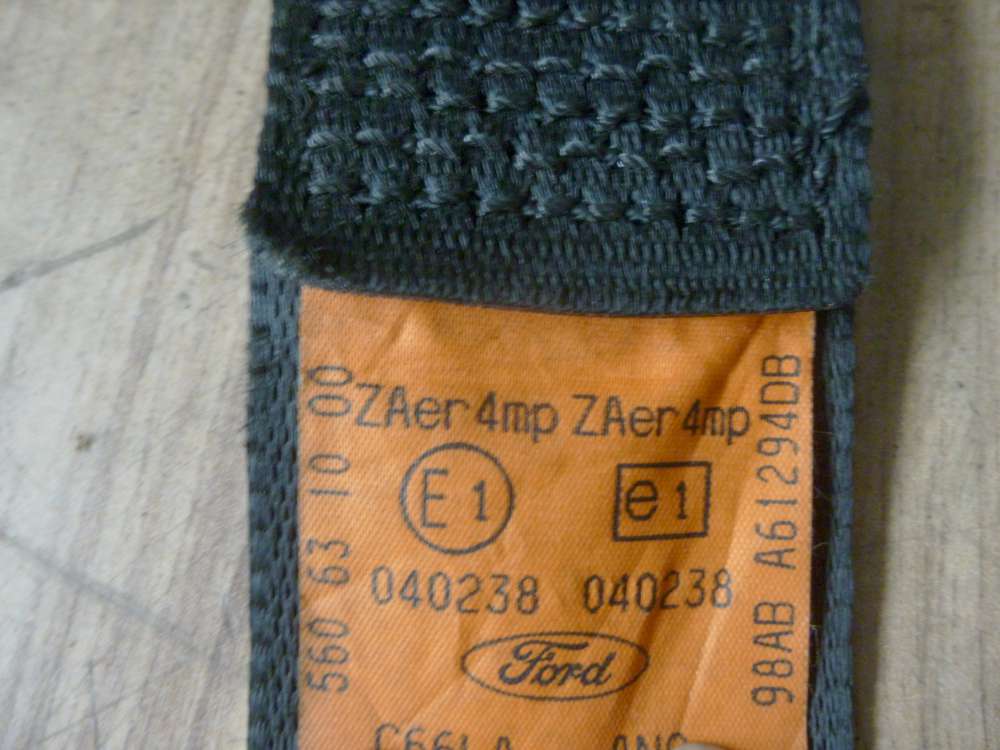 ZAer4mp ZAer4mp
E1 e1
040238 040238
Ford
560 63 10 00
98AB A61294DB